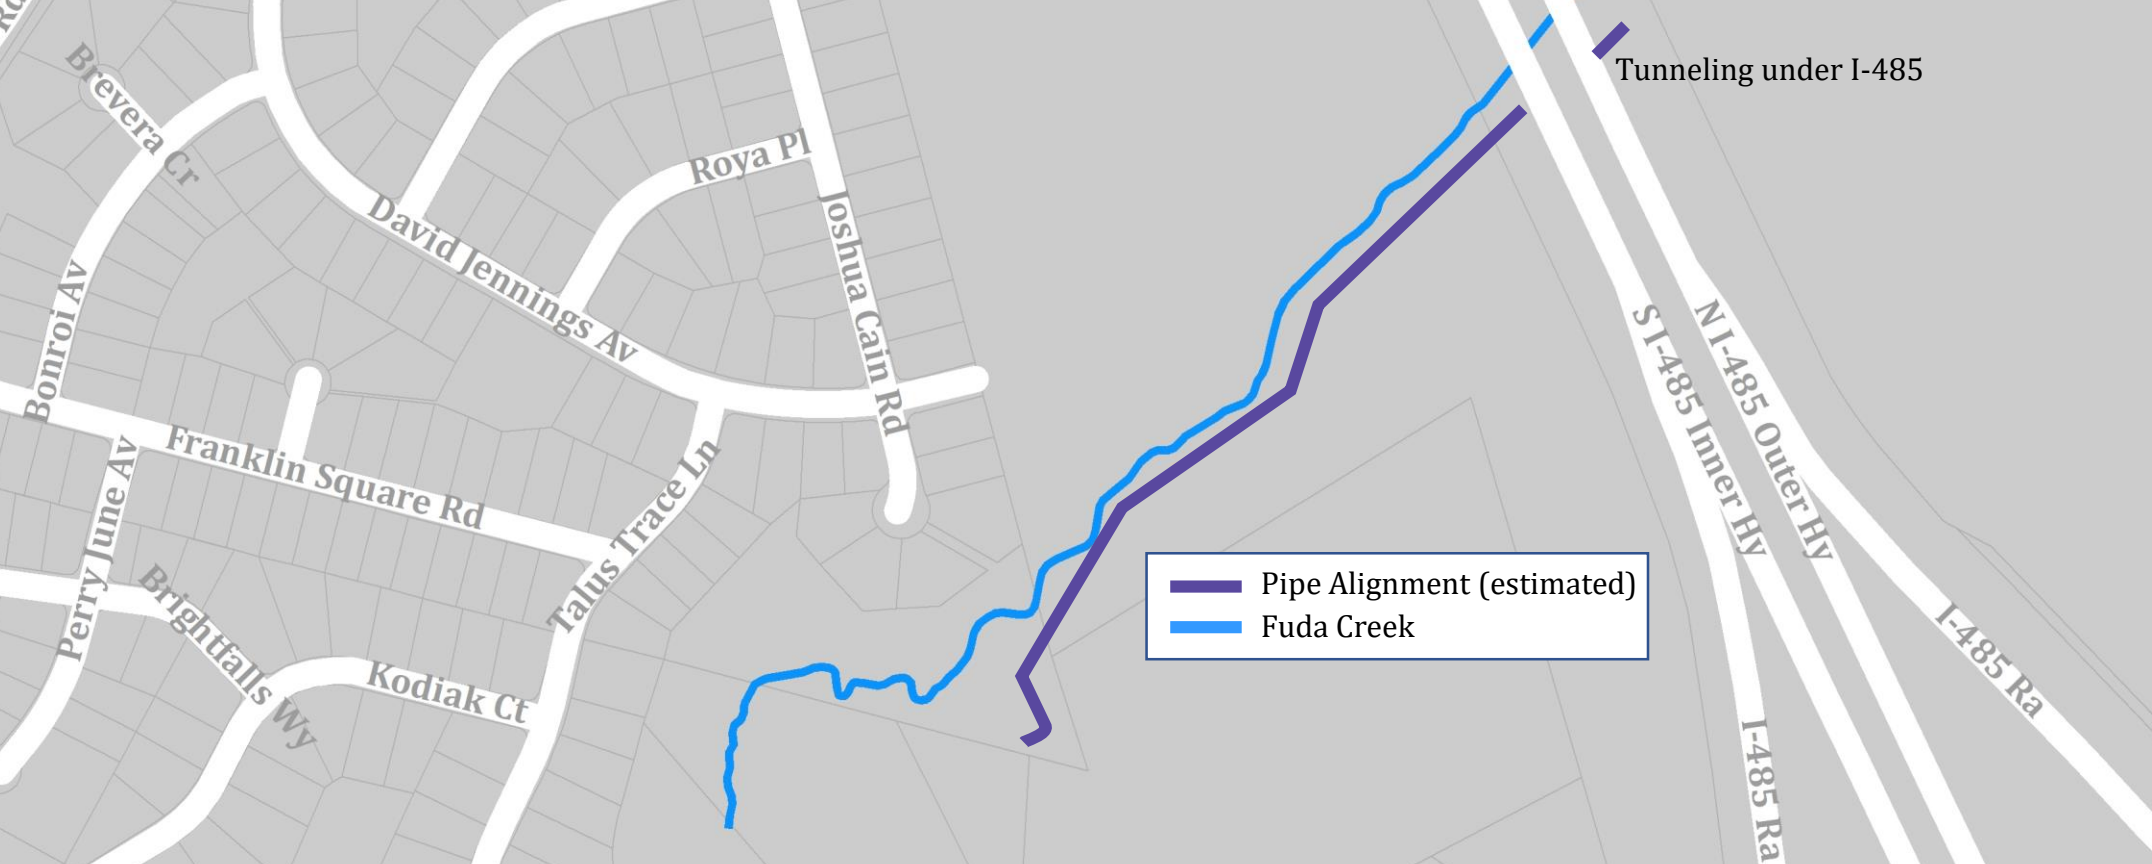 Rd
Brevera Cr
Tunneling under I-485
Roya Pl
David Jennings Av
Joshua Cain Rd
Bonroi Av
S I-485 Inner Hy
N I-485 Outer Hy
Franklin Square Rd
Perry June Av
Talus Trace Ln
Brightfalls Wy
Kodiak Ct
Pipe Alignment (estimated)
Fuda Creek
I-485 Ra
I-485 Ra